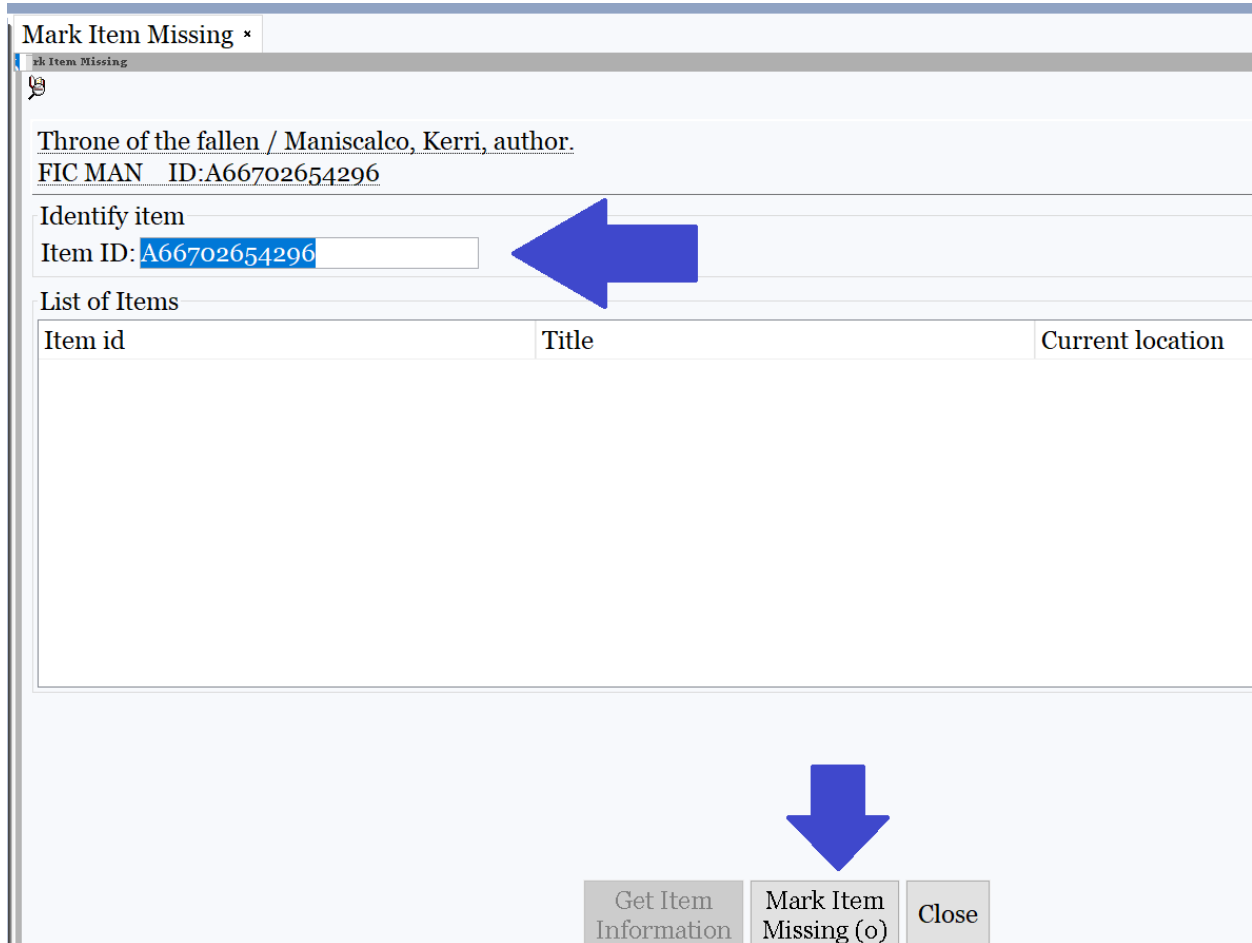 Mark Item Missing ×
rk Item Missing
Throne of the fallen / Maniscalco, Kerri, author.
FIC MAN ID:A66702654296
Identify item
Item ID: A66702654296
List of Items
Item id Title Current location
Get Item Information
Mark Item Missing (o)
Close